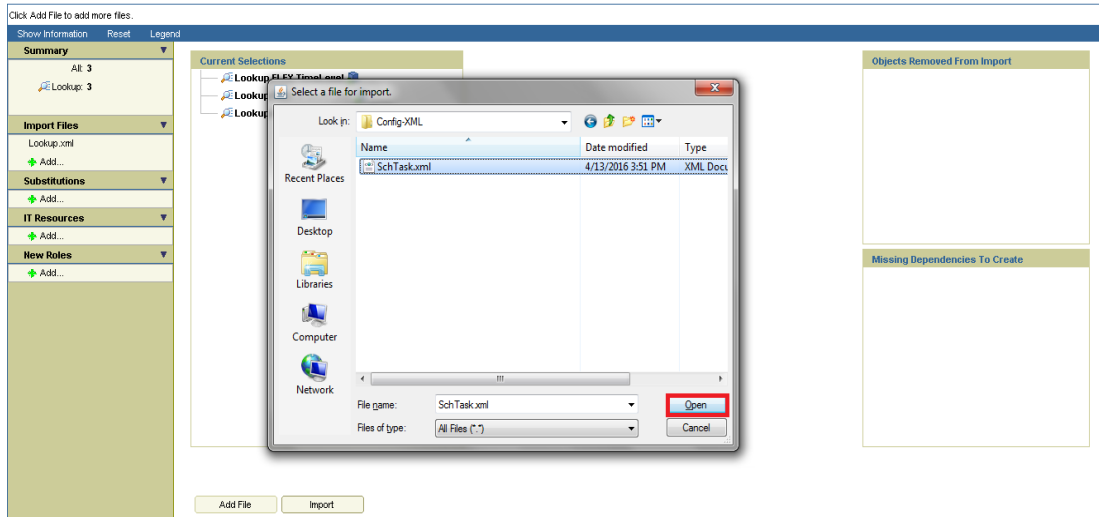 Click Add File to add more files.
Show Information Reset Legend
Summary
All: 3
Lookup: 3
Import Files
Lookup.xml
Add...
Substitutions
Add...
IT Resources
Add...
New Roles
Add...
Current Selections
Lookup.FLEX.TimeLevel
Lookup
Lookup
Select a file for import.
Look in: Config-XML
Recent Places
Desktop
Libraries
Computer
Network
Name Date modified Type
SchTask.xml 4/13/2016 3:51 PM XML Docu
File name: SchTask.xml Open
Files of type: All Files (*.*) Cancel
Objects Removed From Import
Missing Dependencies To Create
Add File Import